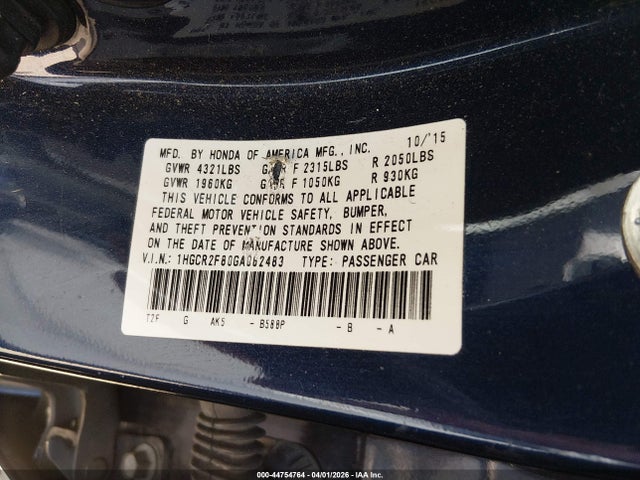 MFD. BY HONDA OF AMERICA MFG., INC. 10/'15
GVWR 4321LBS F 2315LBS R 2050LBS
GVWR 1960KG F 1050KG R 930KG
THIS VEHICLE CONFORMS TO ALL APPLICABLE
FEDERAL MOTOR VEHICLE SAFETY, BUMPER,
AND THEFT PREVENTION STANDARDS IN EFFECT
ON THE DATE OF MANUFACTURE SHOWN ABOVE.
V.I.N.: 1HGCR2F80GA062483 TYPE: PASSENGER CAR
T2F G AK5 - B588P - B - A
000-44754764 04/01/2026 IAA Inc.